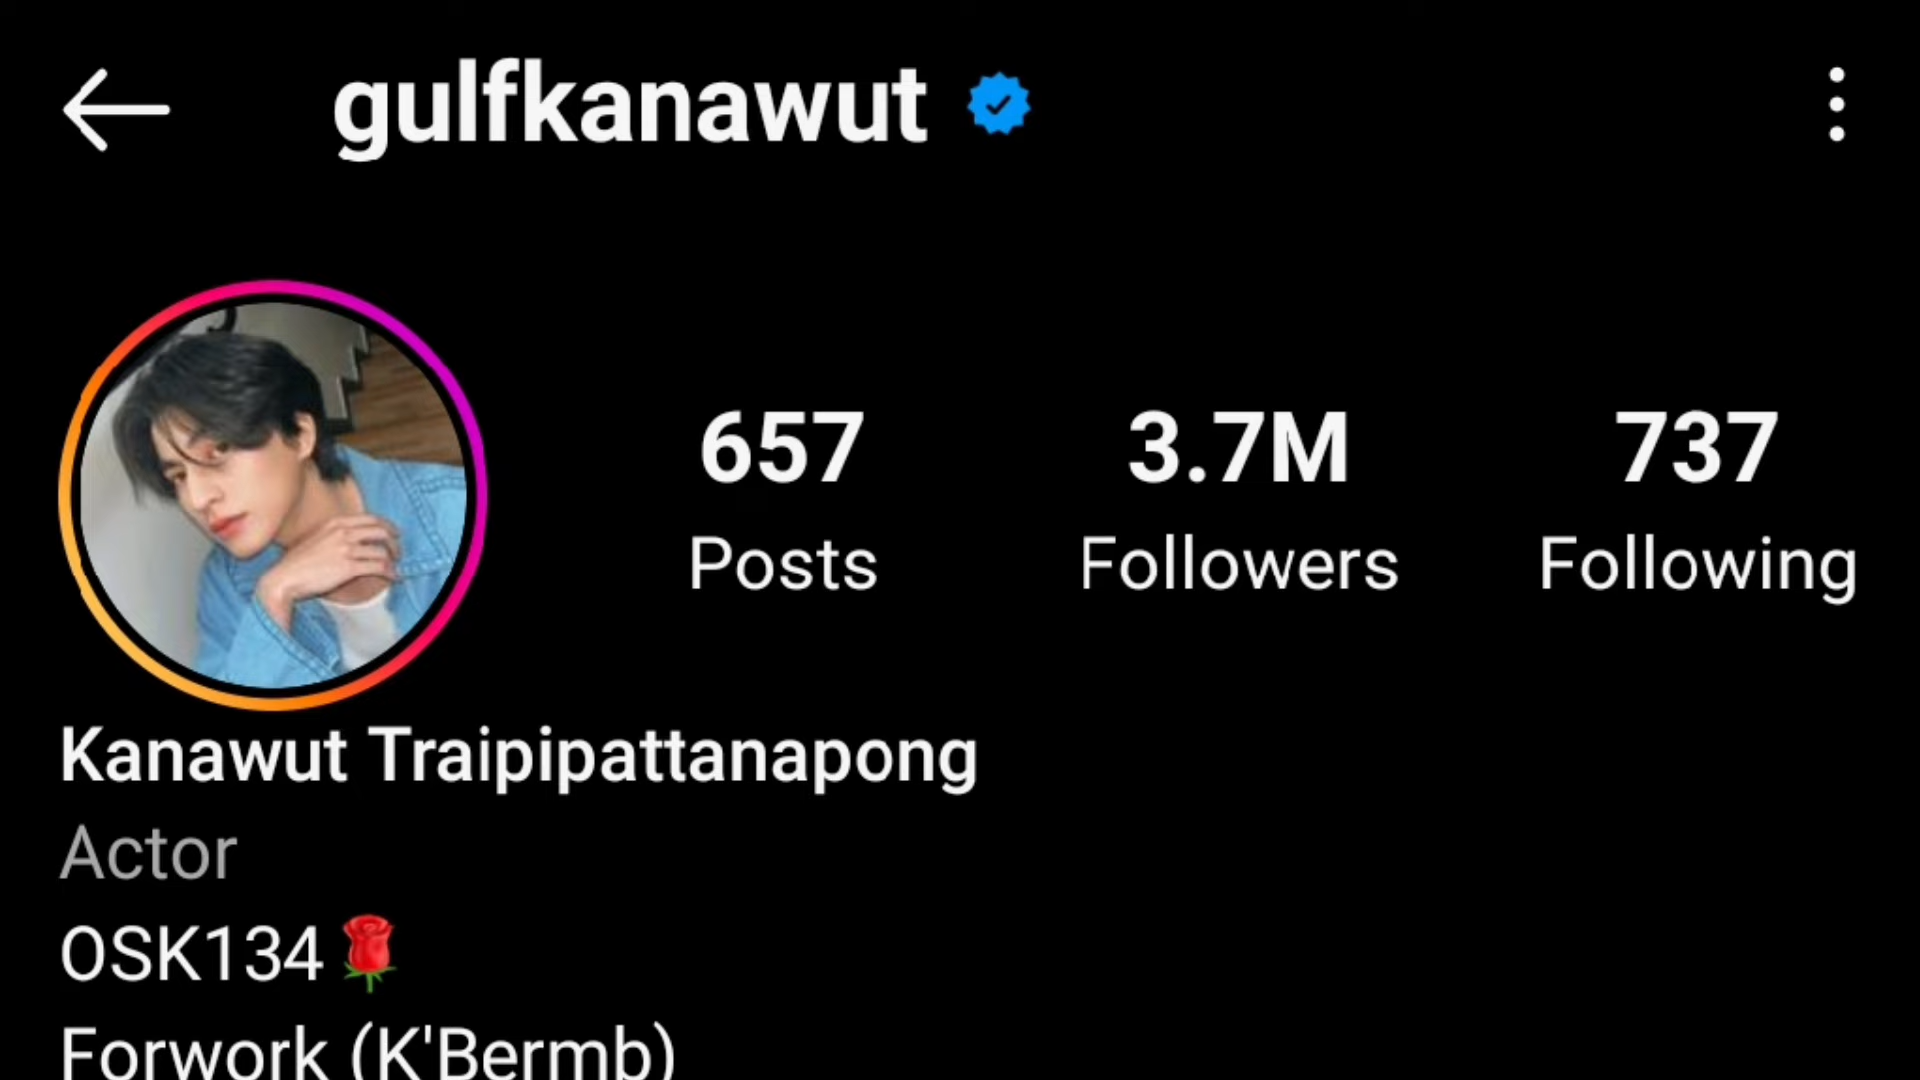 gulfkanawut
657 3.7M 737
Posts Followers Following
Kanawut Traipipattanapong
Actor
OSK134🌹
Forwork (K'Bermb)